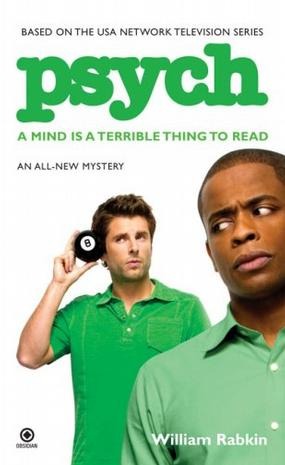 BASED ON THE USA NETWORK TELEVISION SERIES
psych
A MIND IS A TERRIBLE THING TO READ
AN ALL-NEW MYSTERY
8
William Rabkin
OBSIDIAN